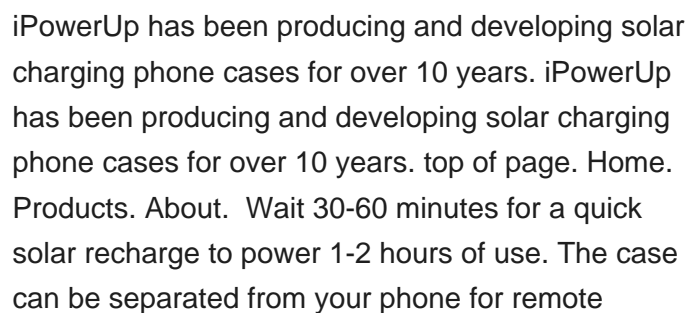 iPowerUp has been producing and developing solar
charging phone cases for over 10 years. iPowerUp
has been producing and developing solar charging
phone cases for over 10 years. top of page. Home.
Products. About.  Wait 30-60 minutes for a quick
solar recharge to power 1-2 hours of use. The case
can be separated from your phone for remote